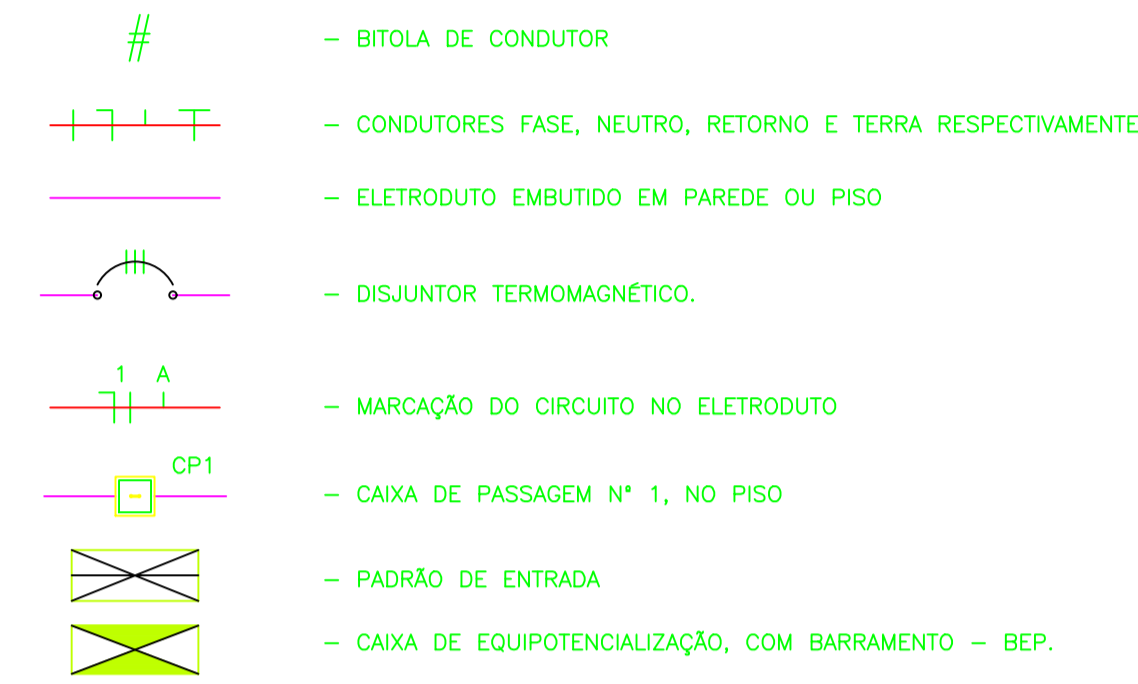 # – BITOLA DE CONDUTOR
– CONDUTORES FASE, NEUTRO, RETORNO E TERRA RESPECTIVAMENTE
– ELETRODUTO EMBUTIDO EM PAREDE OU PISO
– DISJUNTOR TERMOMAGNÉTICO.
1 A
– MARCAÇÃO DO CIRCUITO NO ELETRODUTO
CP1
– CAIXA DE PASSAGEM N° 1, NO PISO
– PADRÃO DE ENTRADA
– CAIXA DE EQUIPOTENCIALIZAÇÃO, COM BARRAMENTO – BEP.